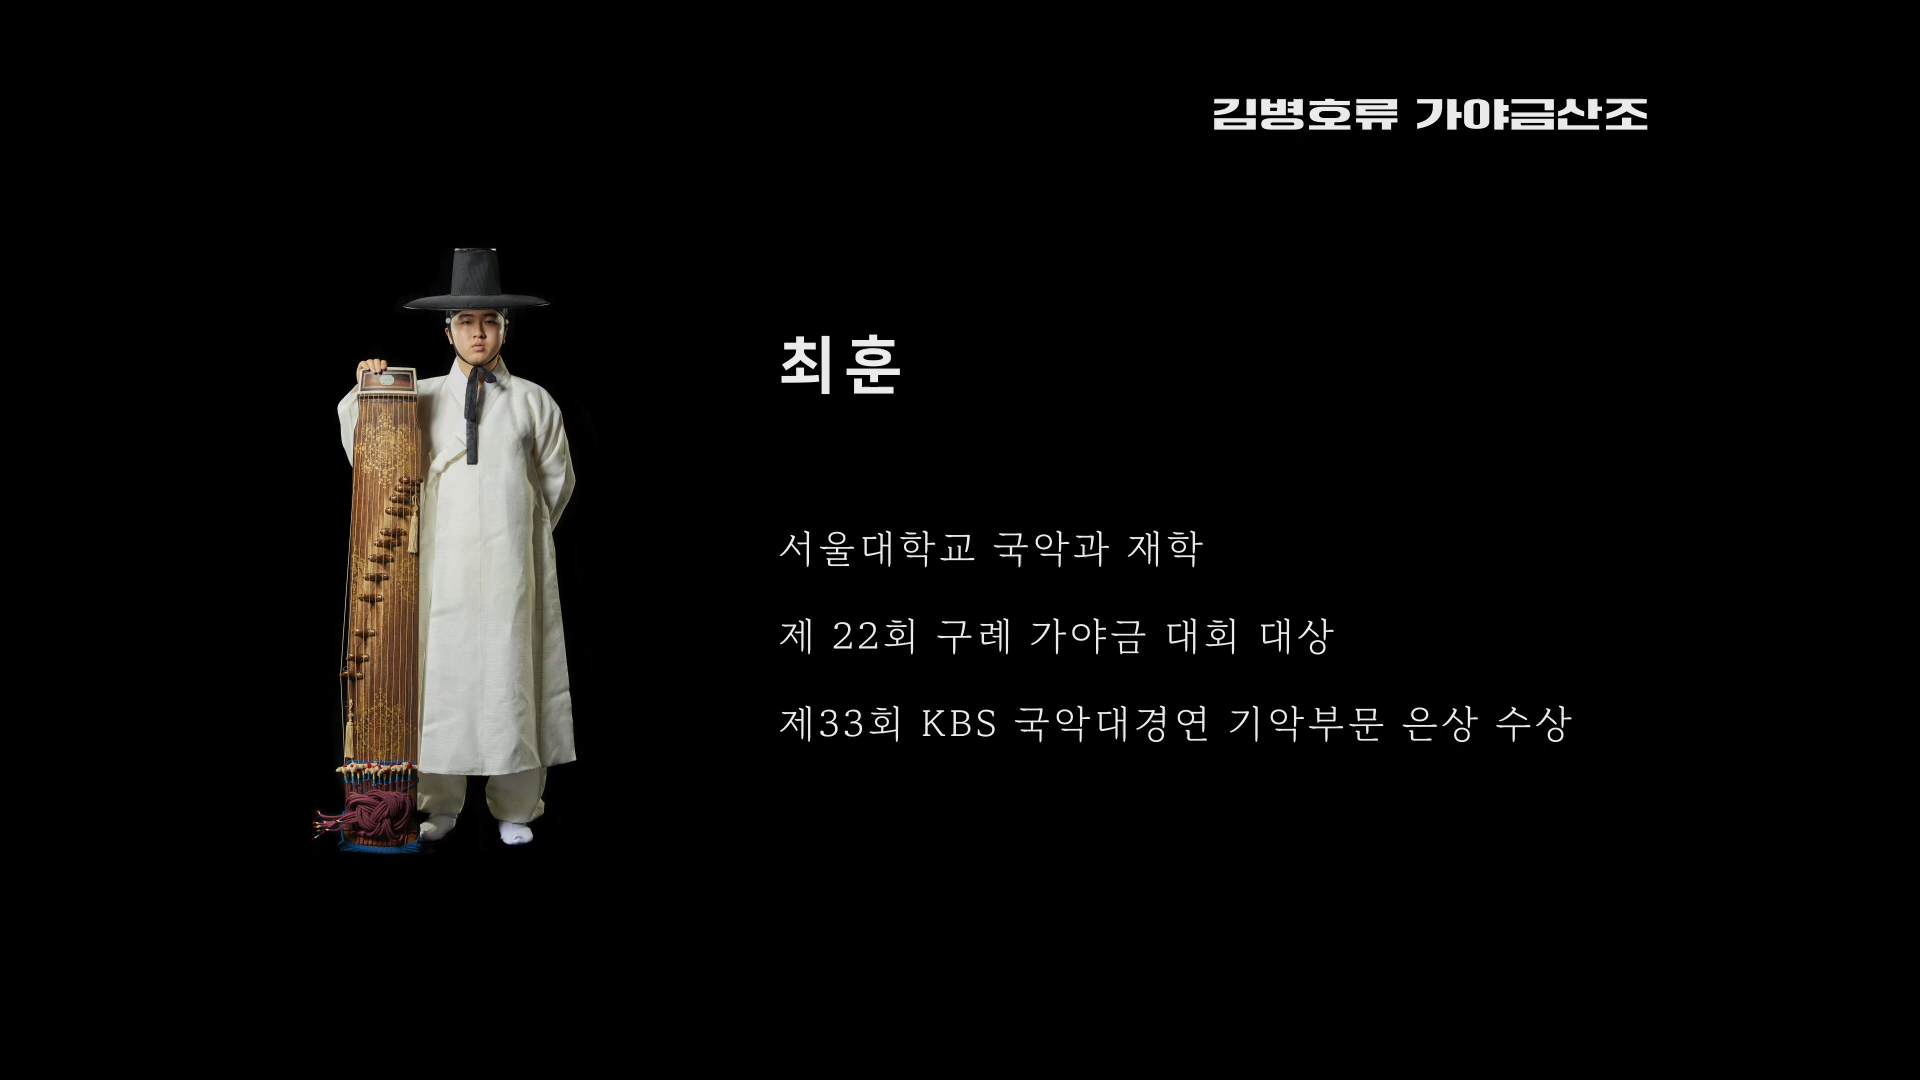 김병호류 가야금산조
최훈
서울대학교 국악과 재학
제 22회 구례 가야금 대회 대상
제33회 KBS 국악대경연 기악부문 은상 수상